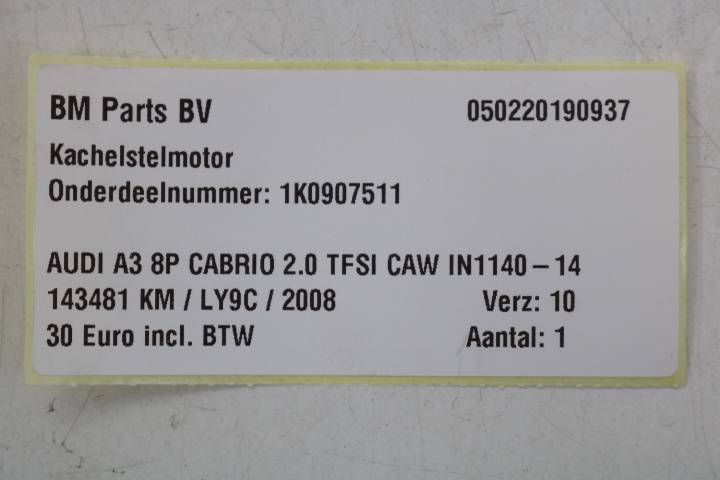 BM Parts BV 050220190937
Kachelstelmotor
Onderdeelnummer: 1K0907511
AUDI A3 8P CABRIO 2.0 TFSI CAW IN1140-14
143481 KM / LY9C / 2008 Verz: 10
30 Euro incl. BTW Aantal: 1